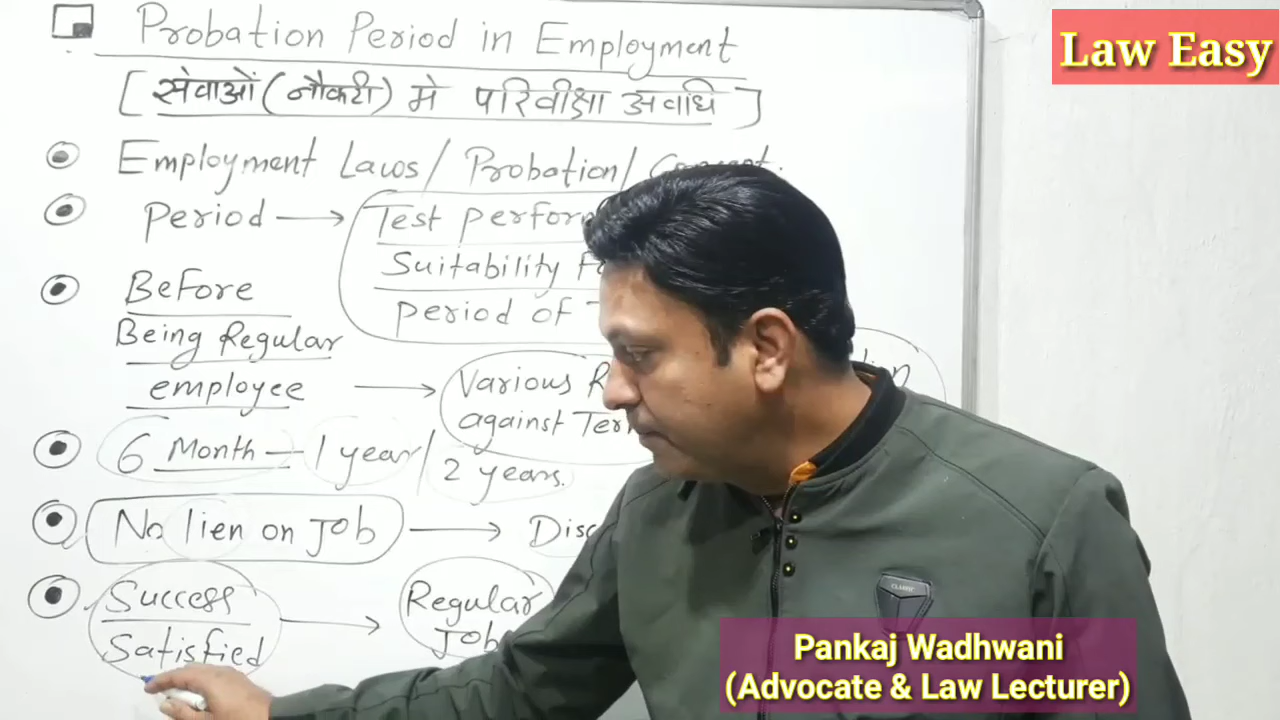 Probation Period in Employment
[सेवाओं (नौकरी) मे परिवीक्षा अवधि]
Law Easy
Employment Laws / Probation /
Period → Test
Suitability
period of
Before
Being Regular
employee → Various
against
6 Month – 1 year / 2 years.
No lien on Job →
Success → Regular
Satisfied Job
CLAASIC
Pankaj Wadhwani
(Advocate & Law Lecturer)